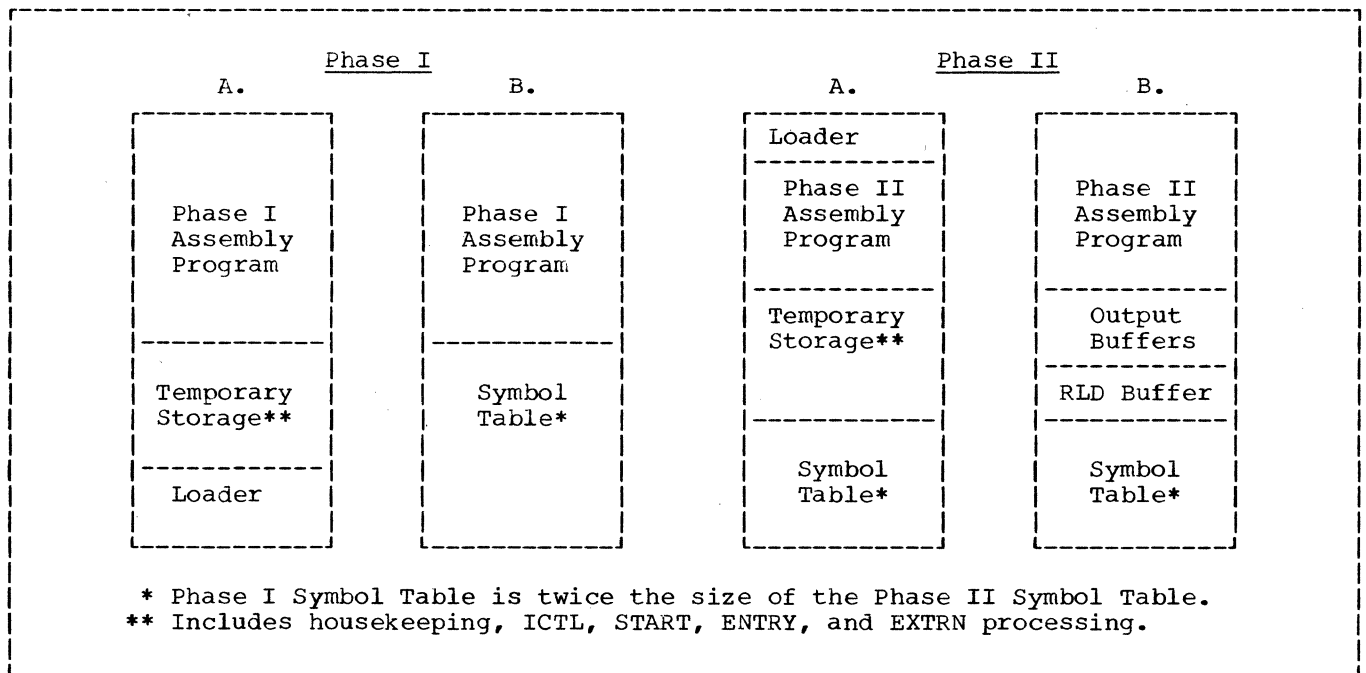 Phase I
Phase II
A.
B.
A.
B.
Phase I
Assembly
Program
Temporary
Storage**
Loader
Phase I
Assembly
Program
Symbol
Table*
Loader
Phase II
Assembly
Program
Temporary
Storage**
Symbol
Table*
Phase II
Assembly
Program
Output
Buffers
RLD Buffer
Symbol
Table*
* Phase I Symbol Table is twice the size of the Phase II Symbol Table.
** Includes housekeeping, ICTL, START, ENTRY, and EXTRN processing.